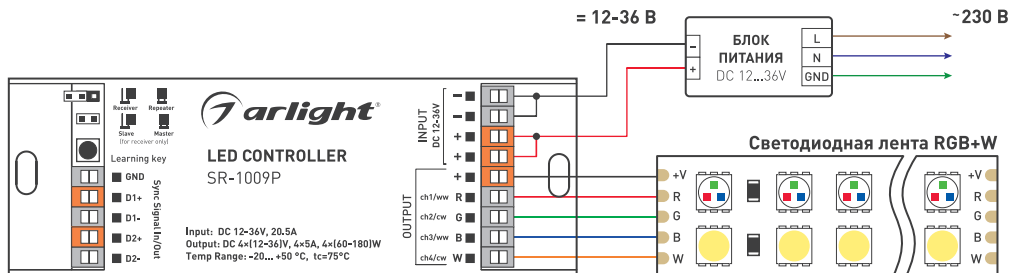 = 12-36 В
~230 В
БЛОК
ПИТАНИЯ
DC 12...36V
–
+
L
N
GND
Receiver
Repeater
Slave
Master
(for receiver only)
Learning key
GND
D1+
D1-
D2+
D2-
Sync Signal In/Out
arlight®
LED CONTROLLER
SR-1009P
Input: DC 12-36V, 20.5A
Output: DC 4×(12-36)V, 4×5A, 4×(60-180)W
Temp Range: -20... +50 °C, tc=75°C
INPUT
DC 12-36V
–
–
+
+
OUTPUT
+
ch1/ww R
ch2/cw G
ch3/ww B
ch4/cw W
Светодиодная лента RGB+W
+V
R
G
B
W
+V
R
G
B
W